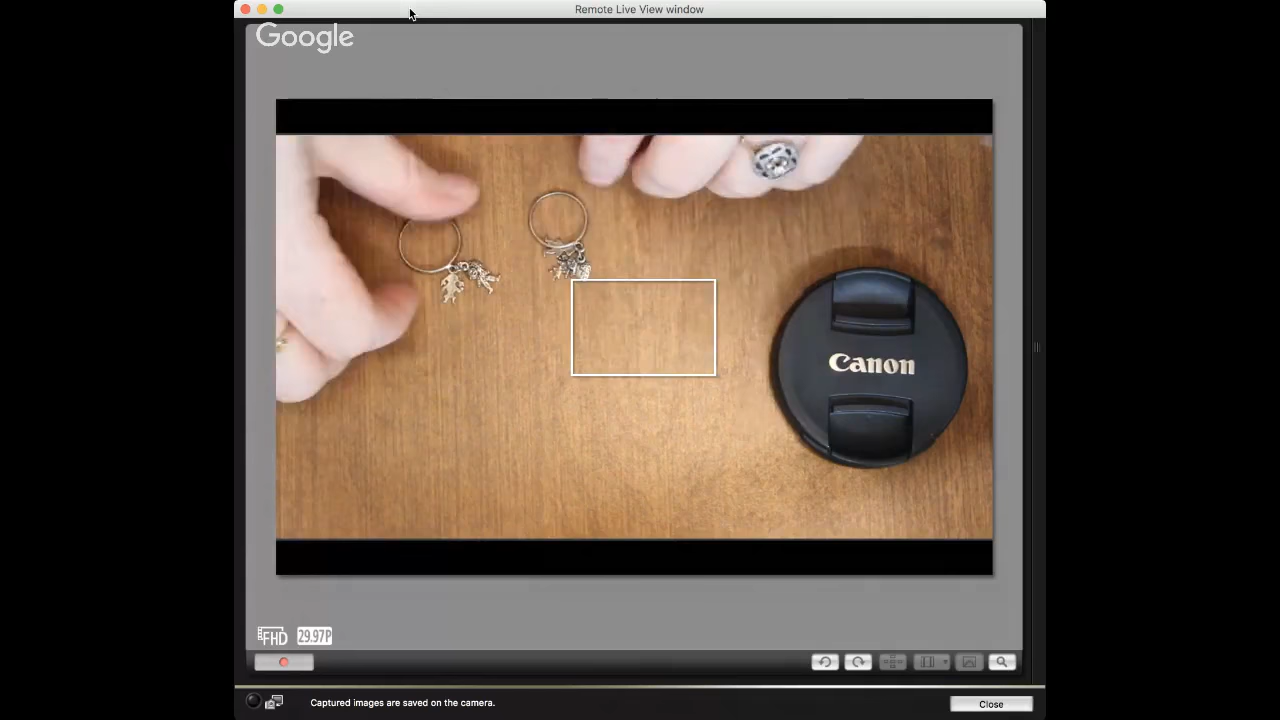 Remote Live View window
Google
Canon
FHD 29.97P
Captured images are saved on the camera.
Close